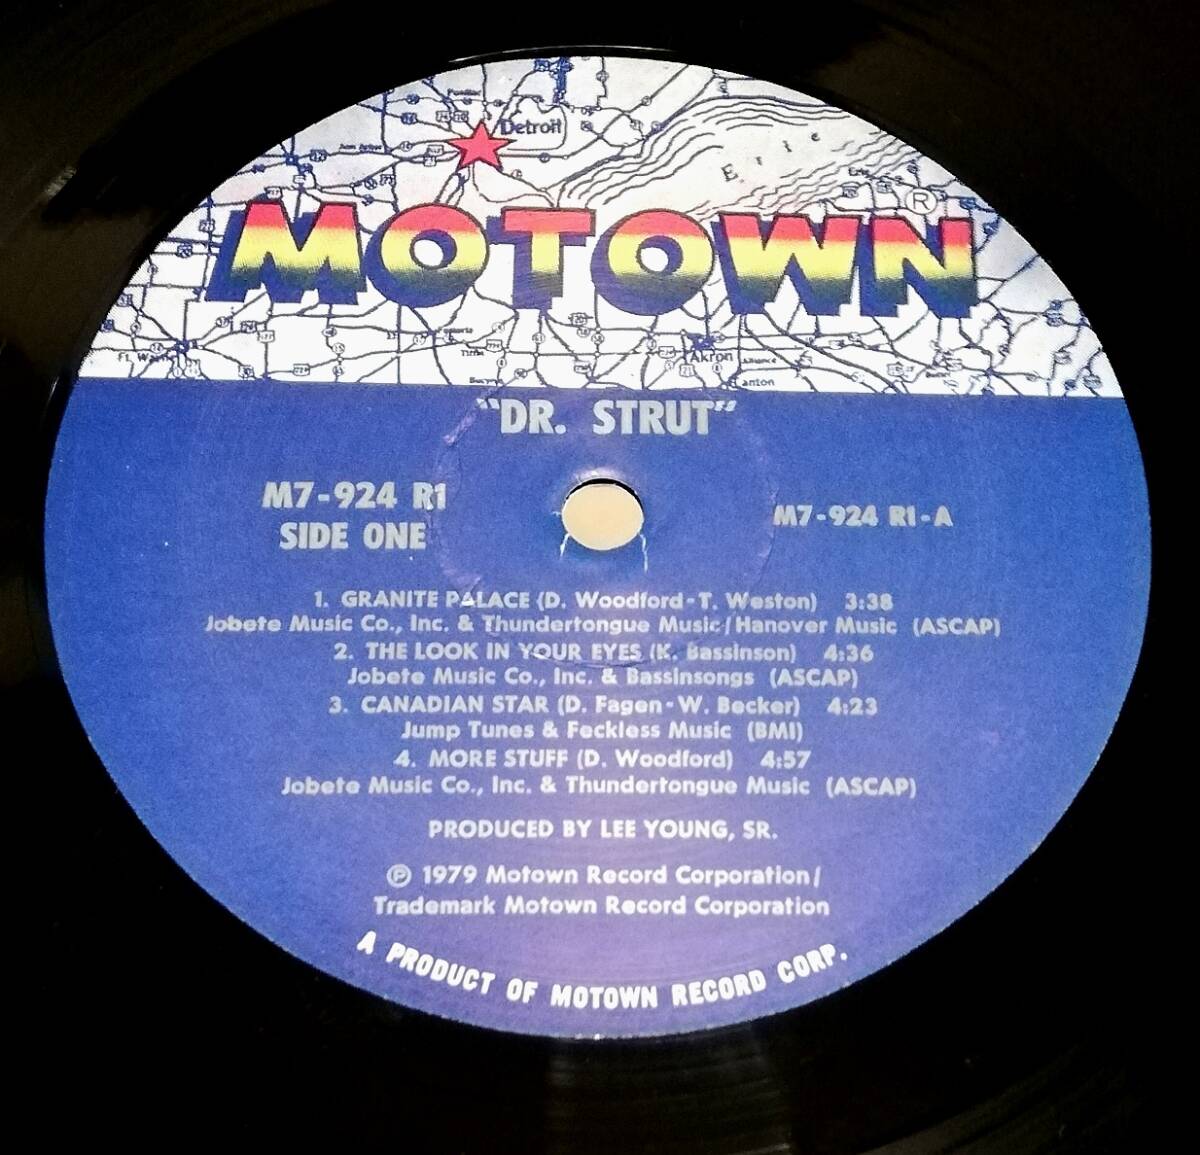 Detroit
Erie
MOTOWN®
Akron
"DR. STRUT"
M7-924 R1
SIDE ONE
M7-924 R1-A
1. GRANITE PALACE (D. Woodford-T. Weston) 3:38
Jobete Music Co., Inc. & Thundertongue Music/Hanover Music (ASCAP)
2. THE LOOK IN YOUR EYES (K. Bassinson) 4:36
Jobete Music Co., Inc. & Bassinsongs (ASCAP)
3. CANADIAN STAR (D. Fagen-W. Becker) 4:23
Jump Tunes & Feckless Music (BMI)
4. MORE STUFF (D. Woodford) 4:57
Jobete Music Co., Inc. & Thundertongue Music (ASCAP)
PRODUCED BY LEE YOUNG, SR.
℗ 1979 Motown Record Corporation/
Trademark Motown Record Corporation
A PRODUCT OF MOTOWN RECORD CORP.